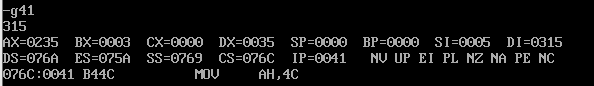 -g41
315
AX=0235  BX=0003  CX=0000  DX=0035  SP=0000  BP=0000  SI=0005  DI=0315
DS=076A  ES=075A  SS=0769  CS=076C  IP=0041   NV UP EI PL NZ NA PE NC
076C:0041 B44C          MOV     AH,4C